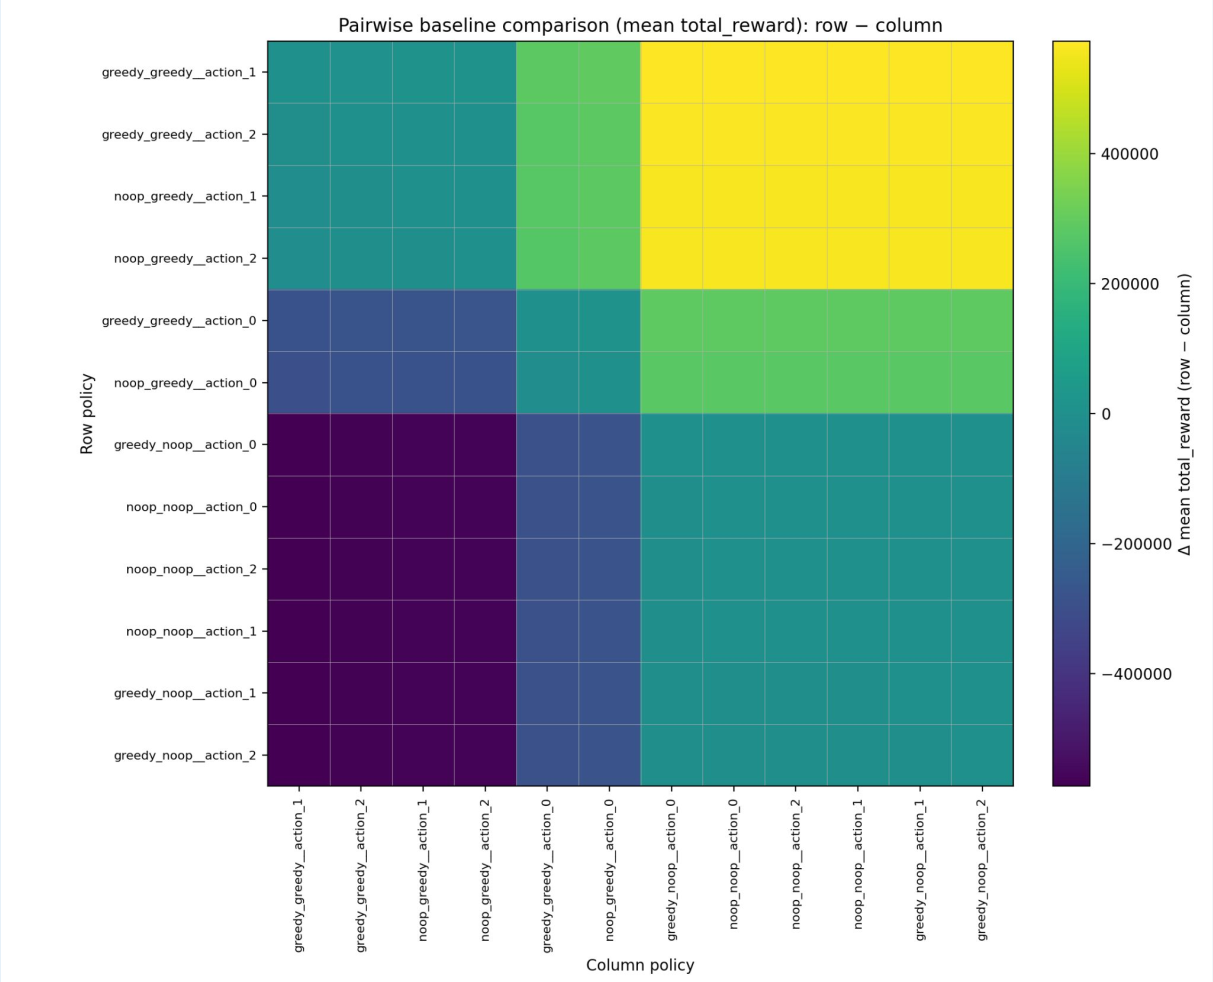 Pairwise baseline comparison (mean total_reward): row − column
greedy_greedy__action_1
greedy_greedy__action_2
noop_greedy__action_1
noop_greedy__action_2
greedy_greedy__action_0
noop_greedy__action_0
greedy_noop__action_0
noop_noop__action_0
noop_noop__action_2
noop_noop__action_1
greedy_noop__action_1
greedy_noop__action_2
Row policy
greedy_greedy__action_1
greedy_greedy__action_2
noop_greedy__action_1
noop_greedy__action_2
greedy_greedy__action_0
noop_greedy__action_0
greedy_noop__action_0
noop_noop__action_0
noop_noop__action_2
noop_noop__action_1
greedy_noop__action_1
greedy_noop__action_2
Column policy
400000
200000
0
−200000
−400000
Δ mean total_reward (row − column)